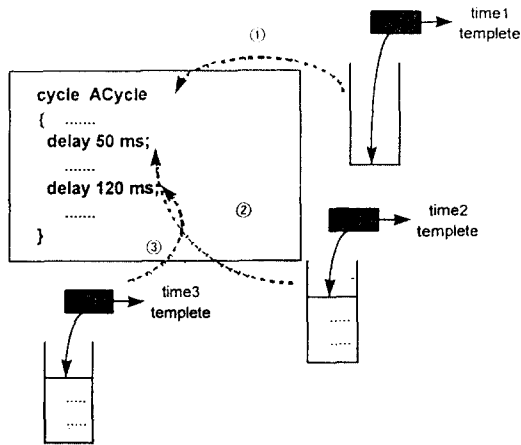 ①
time1
templete
cycle ACycle
{ .......
delay 50 ms;
.......
delay 120 ms;
.......
}
②
time2
templete
③
time3
templete
.....
.....
.....
.....